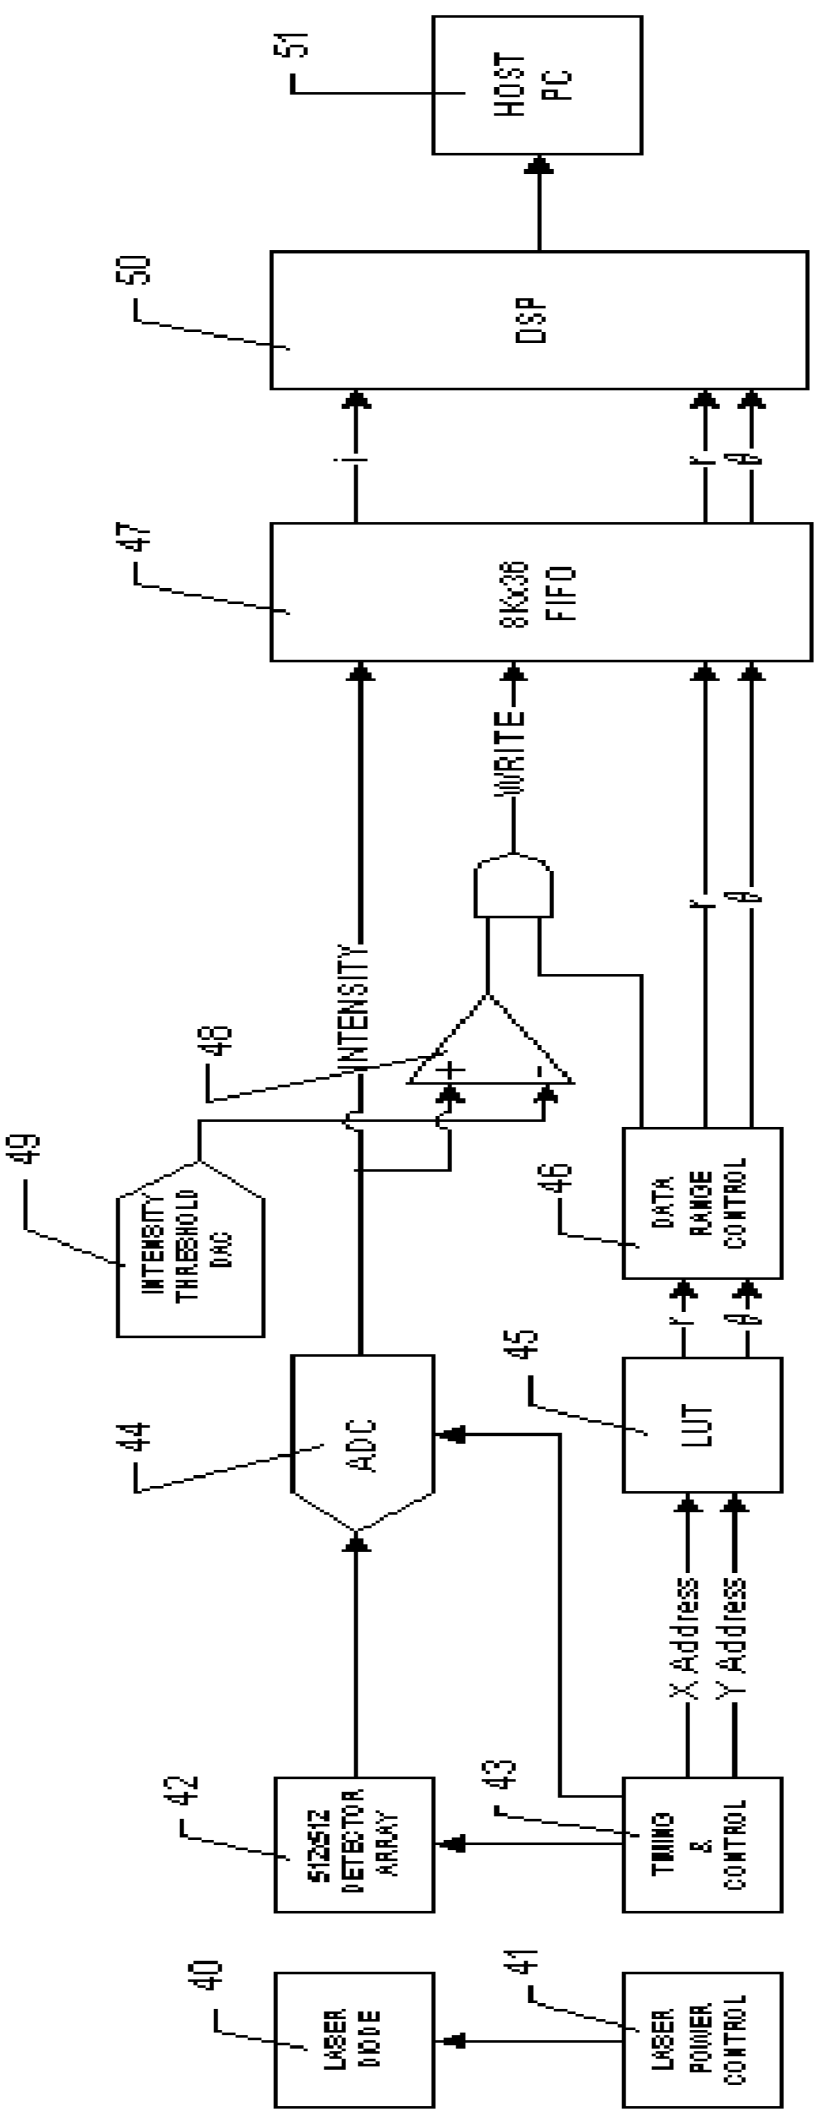 40
LASER
DIODE
41
LASER
POWER
CONTROL
42
512x512
DETECTOR
ARRAY
43
TIMING
&
CONTROL
X Address
Y Address
44
ADC
45
LUT
r
θ
46
DATA
RANGE
CONTROL
49
INTENSITY
THRESHOLD
DAC
48
+
-
INTENSITY
WRITE
r
θ
47
8Kx36
FIFO
i
r
θ
50
DSP
51
HOST
PC